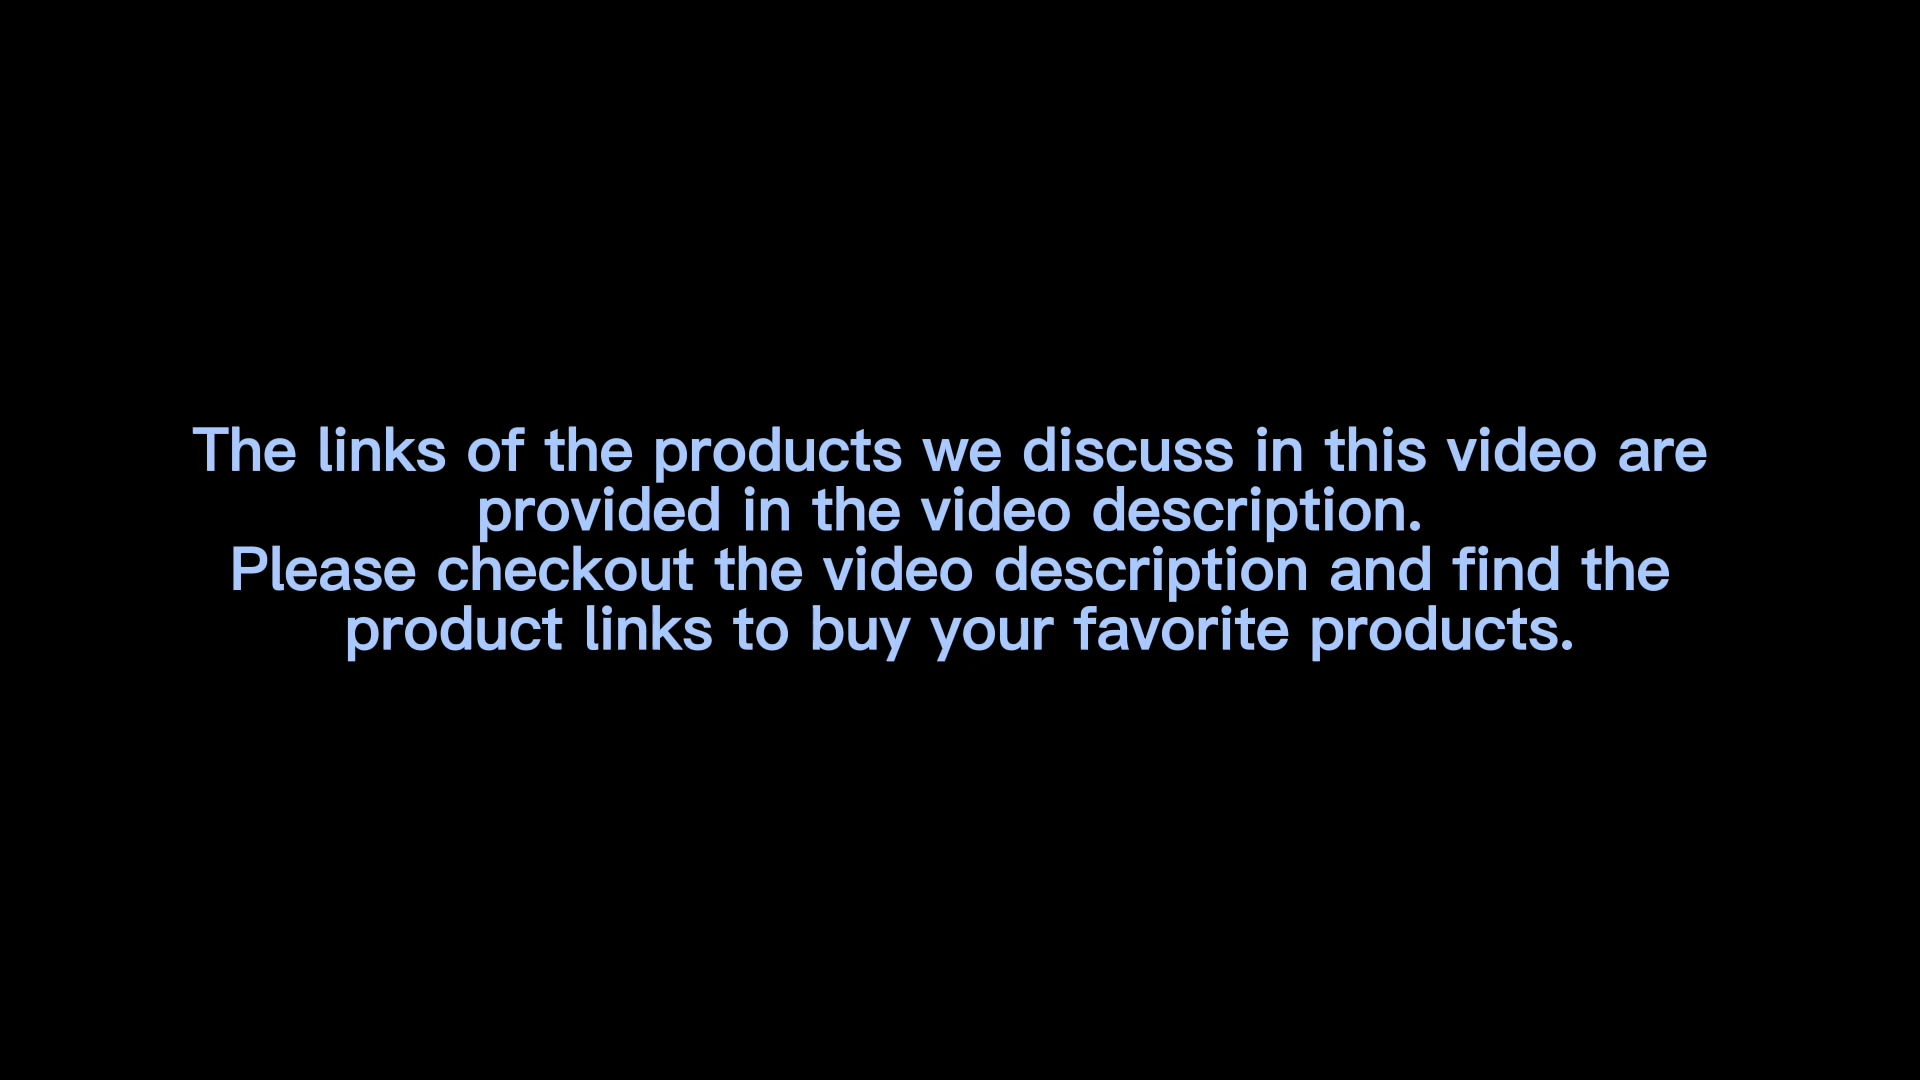 The links of the products we discuss in this video are
provided in the video description.
Please checkout the video description and find the
product links to buy your favorite products.